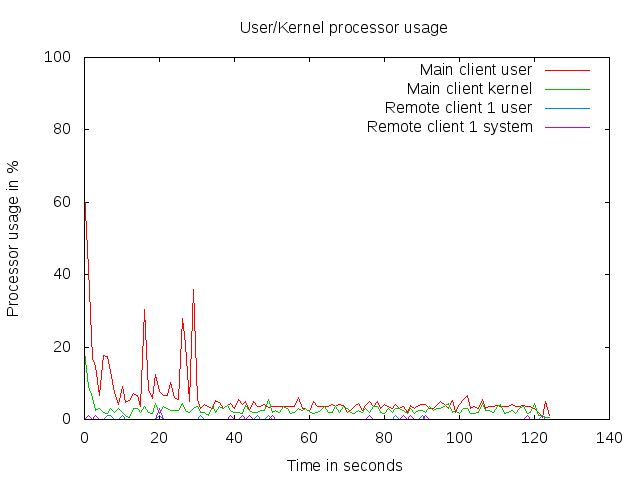 User/Kernel processor usage
100
80
60
40
20
0
Processor usage in %
Main client user
Main client kernel
Remote client 1 user
Remote client 1 system
0 20 40 60 80 100 120 140
Time in seconds